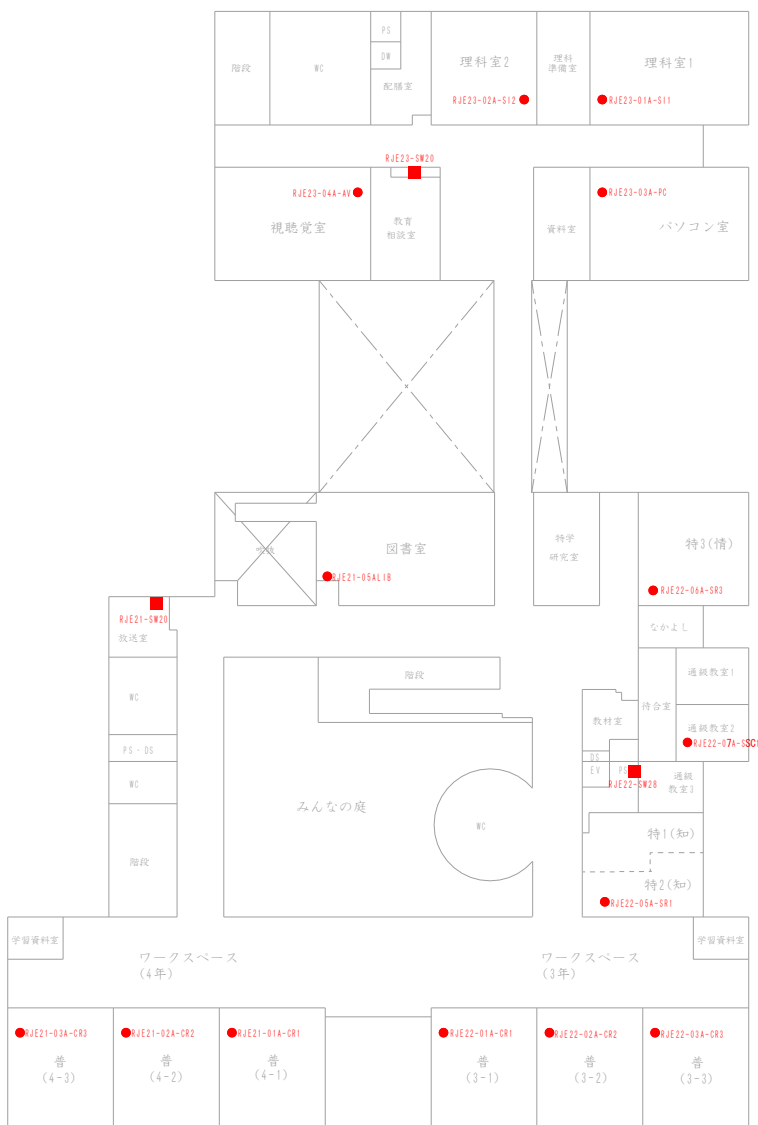 PS
DW
階段
WC
配膳室
理科室2
理科
準備室
理科室1
RJE23-02A-SI2
RJE23-01A-SI1
RJE23-SW20
RJE23-04A-AV
RJE23-03A-PC
視聴覚室
教育
相談室
資料室
パソコン室
図書室
特学
研究室
特3(情)
RJE21-05ALIB
RJE22-06A-SR3
RJE21-SW20
放送室
なかよし
階段
通級教室1
WC
待合室
教材室
通級教室2
PS・DS
DS
EV
PS
WC
RJE22-SW28
通級
教室3
みんなの庭
WC
特1(知)
階段
特2(知)
RJE22-05A-SR1
学習資料室
ワークスペース
(4年)
ワークスペース
(3年)
学習資料室
RJE21-03A-CR3
RJE21-02A-CR2
RJE21-01A-CR1
RJE22-01A-CR1
RJE22-02A-CR2
RJE22-03A-CR3
普
(4-3)
普
(4-2)
普
(4-1)
普
(3-1)
普
(3-2)
普
(3-3)